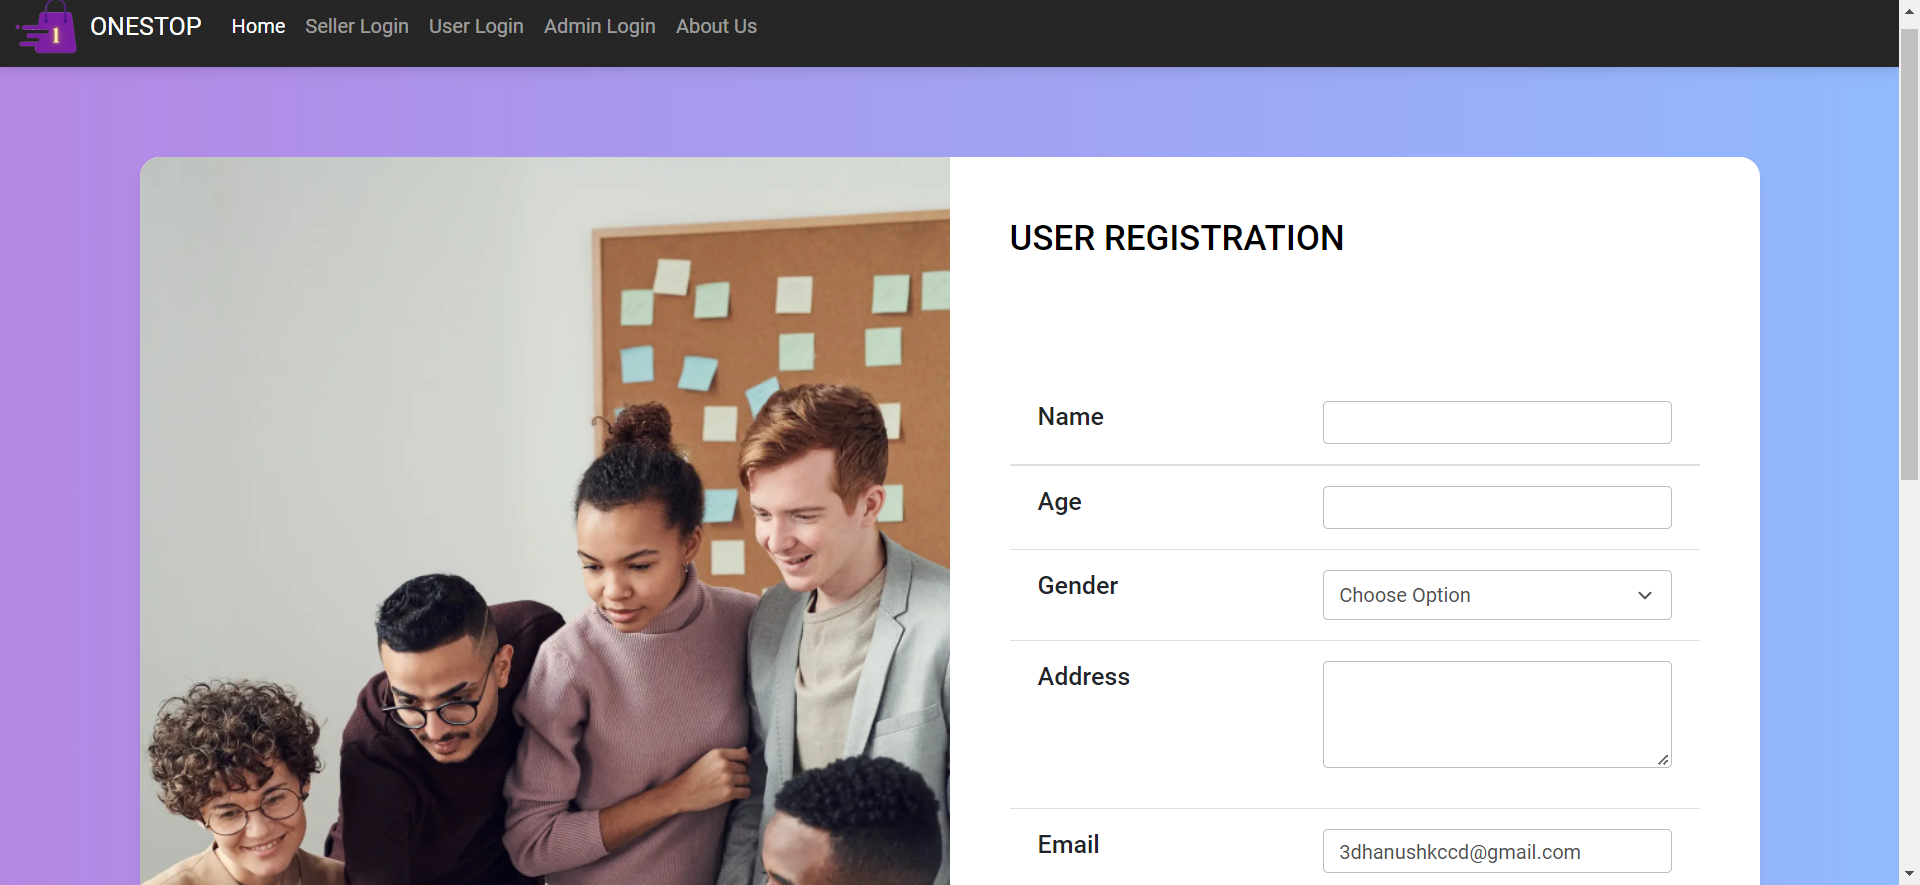 1
ONESTOP Home Seller Login User Login Admin Login About Us
USER REGISTRATION
Name
Age
Gender Choose Option
Address
Email 3dhanushkccd@gmail.com